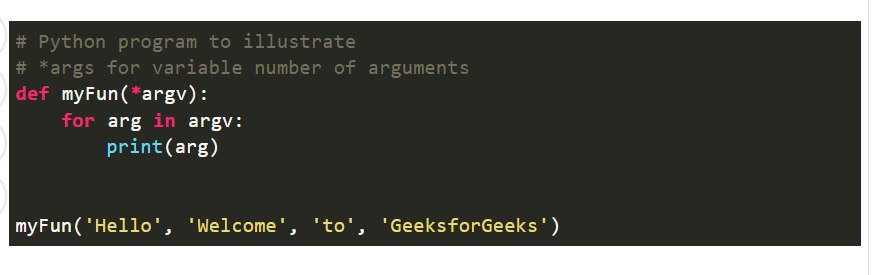 # Python program to illustrate
# *args for variable number of arguments
def myFun(*argv):
    for arg in argv:
        print(arg)
myFun('Hello', 'Welcome', 'to', 'GeeksforGeeks')